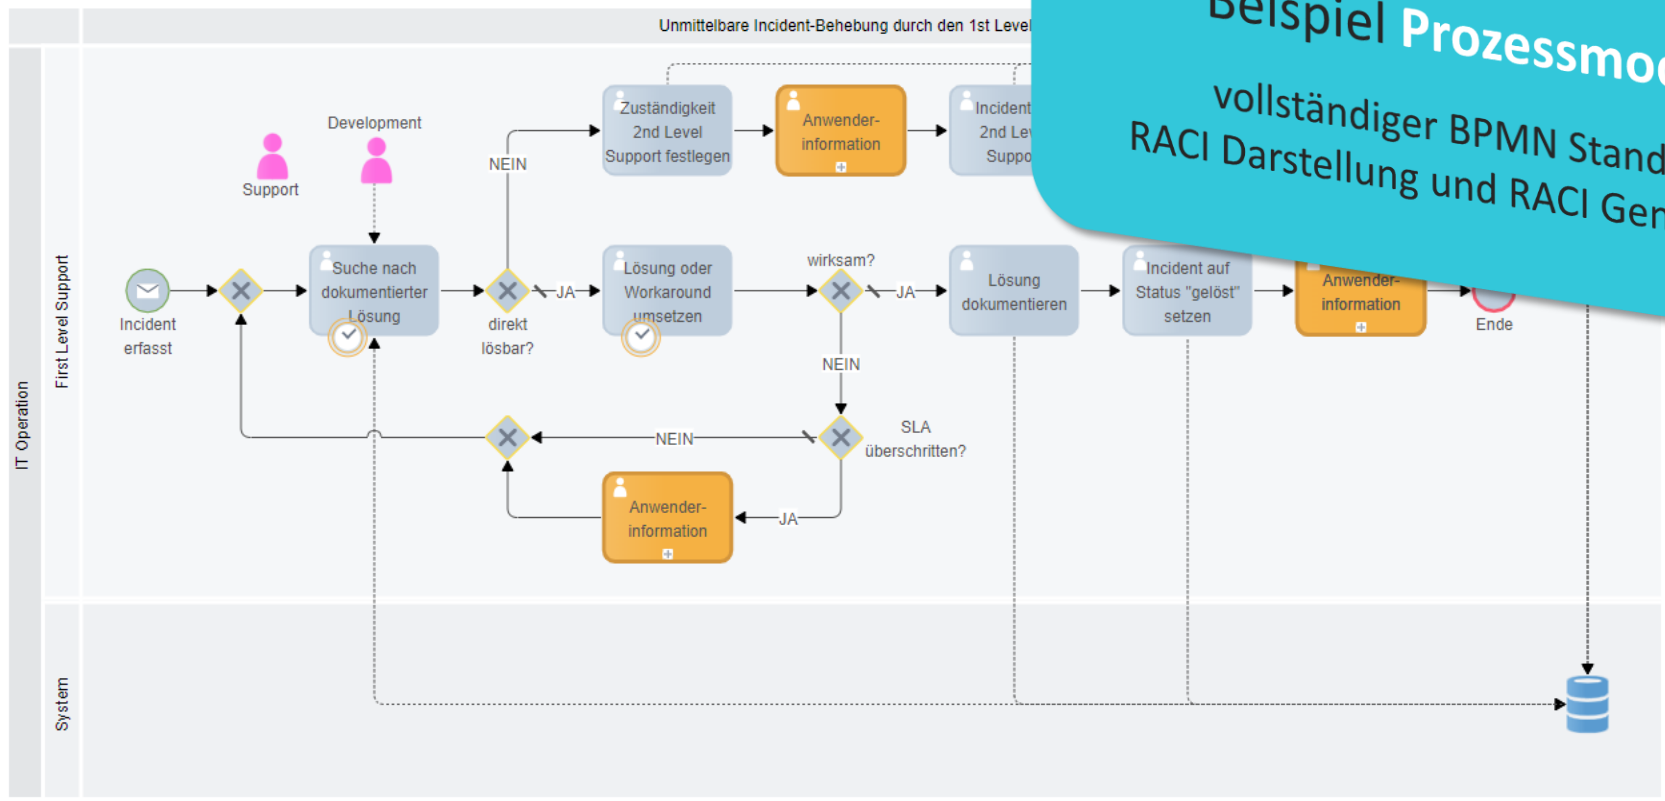 Unmittelbare Incident-Behebung durch den 1st Level
Beispiel Prozessmod
vollständiger BPMN Stand
RACI Darstellung und RACI Gen
IT Operation
First Level Support
System
Development
Support
NEIN
Zuständigkeit
2nd Level
Support festlegen
Anwender-
information
Incident
2nd Lev
Suppo
Incident
erfasst
Suche nach
dokumentierter
Lösung
direkt
lösbar?
JA
Lösung oder
Workaround
umsetzen
wirksam?
JA
Lösung
dokumentieren
Incident auf
Status "gelöst"
setzen
Anwender-
information
Ende
NEIN
SLA
überschritten?
NEIN
JA
Anwender-
information